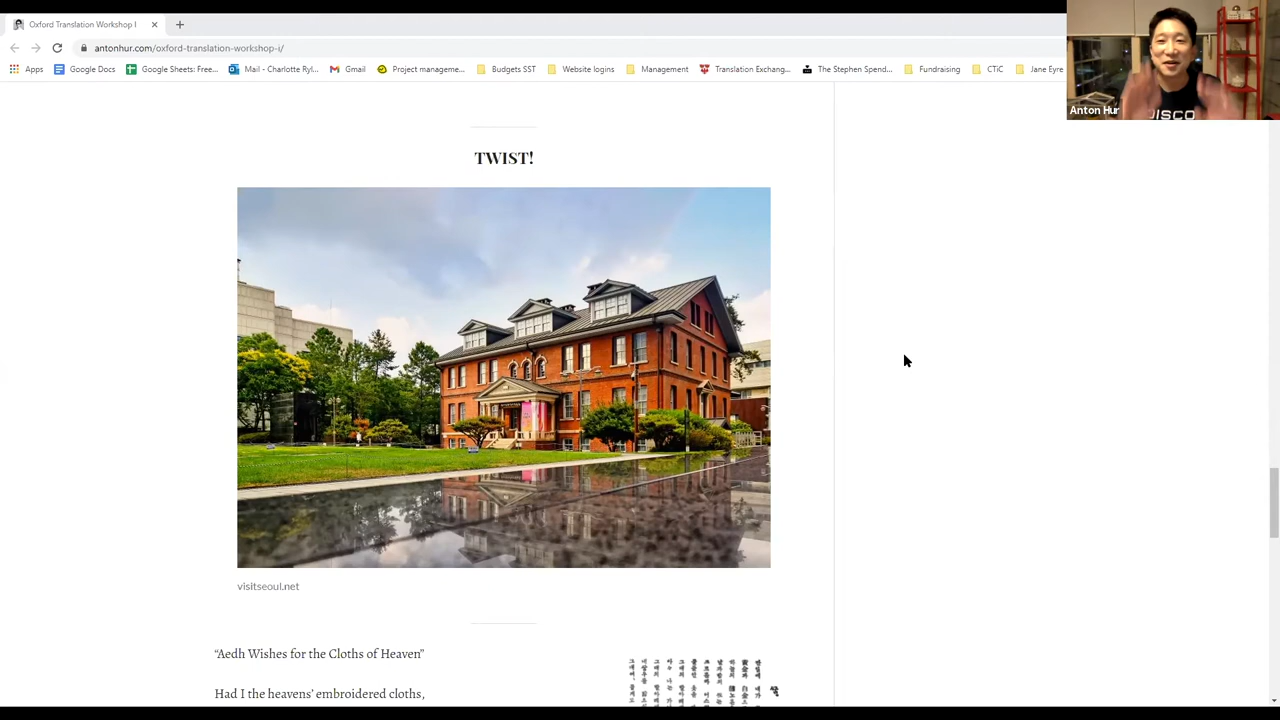 Oxford Translation Workshop I
antonhur.com/oxford-translation-workshop-i/
Apps
Google Docs
Google Sheets: Free...
Mail - Charlotte Ryl...
Gmail
Project manageme...
Budgets SST
Website logins
Management
Translation Exchang...
The Stephen Spend...
Fundraising
CTiC
Jane Eyre
Anton Hur
DISCO
TWIST!
visitseoul.net
“Aedh Wishes for the Cloths of Heaven”
Had I the heavens’ embroidered cloths,